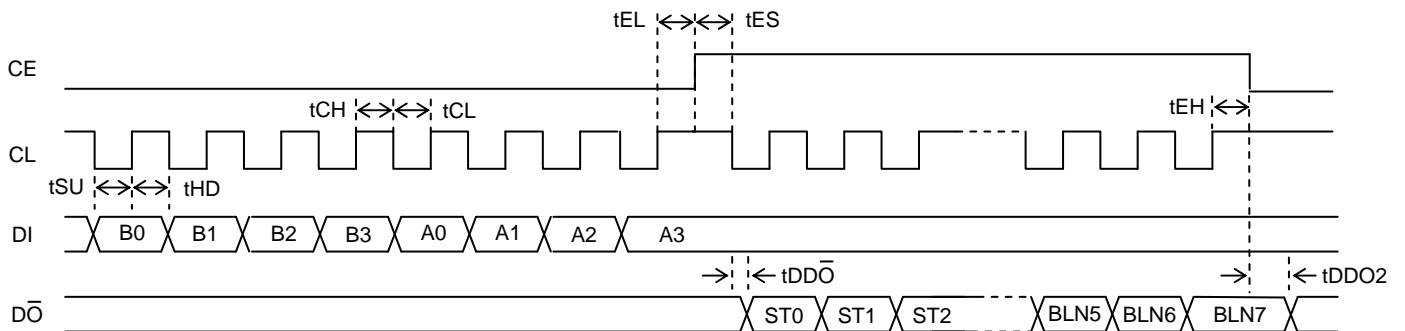 tEL tES
CE
tCH tCL tEH
CL
tSU tHD
DI B0 B1 B2 B3 A0 A1 A2 A3
tDDO̅ tDDO2
DO̅ ST0 ST1 ST2 BLN5 BLN6 BLN7